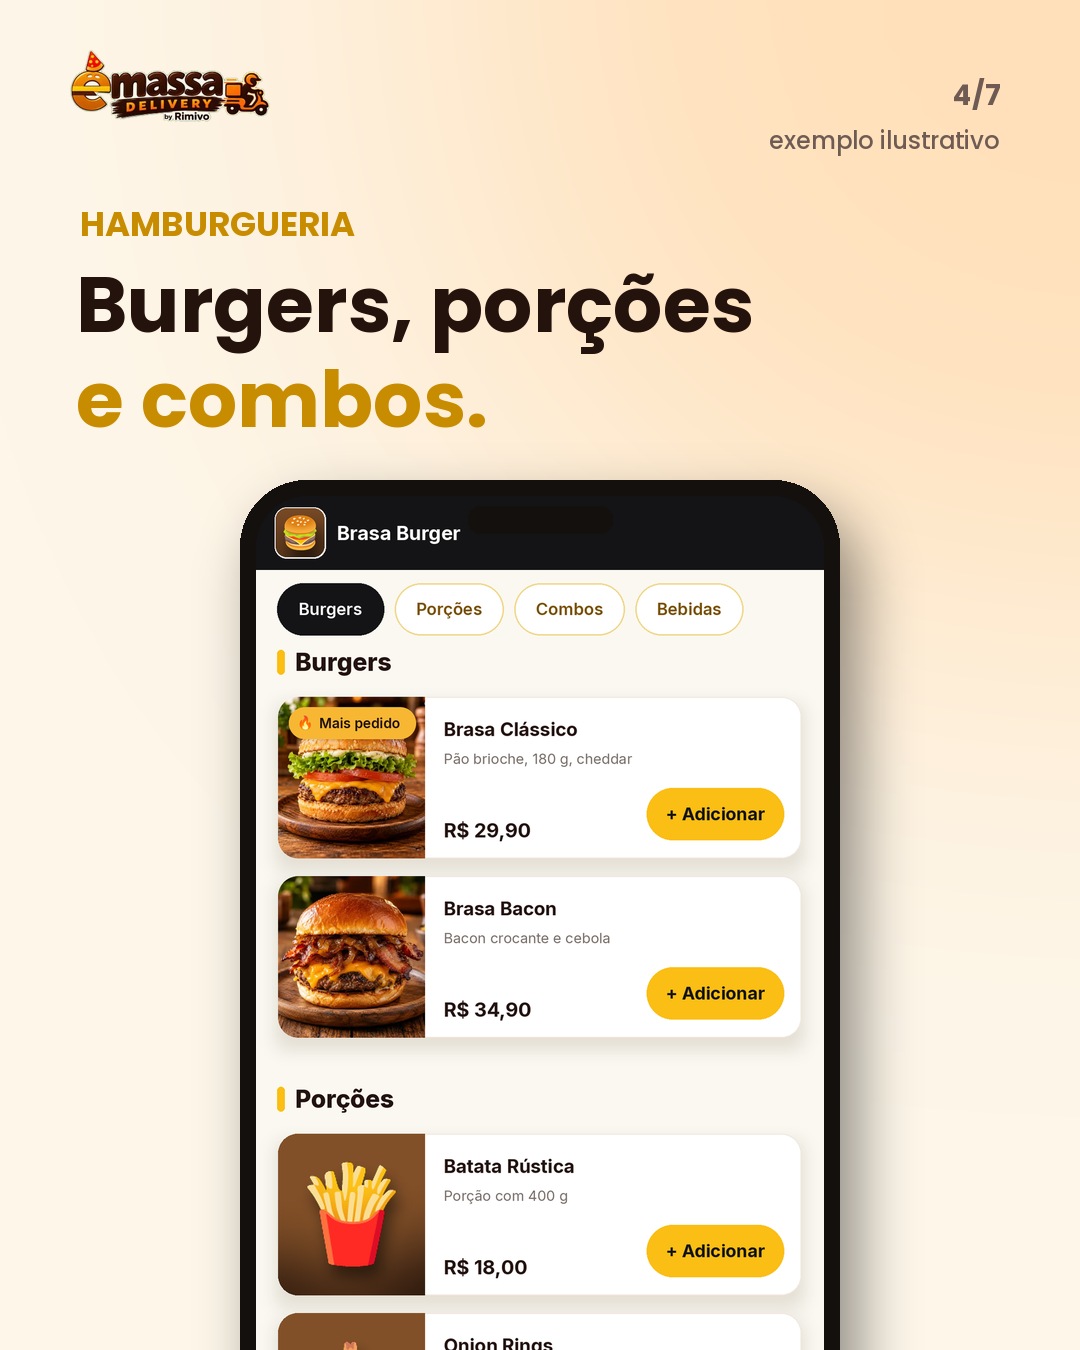 êmassa
DELIVERY
by Rimivo
4/7
exemplo ilustrativo
HAMBURGUERIA
Burgers, porções
e combos.
Brasa Burger
Burgers
Porções
Combos
Bebidas
Burgers
Mais pedido
Brasa Clássico
Pão brioche, 180 g, cheddar
R$ 29,90
+ Adicionar
Brasa Bacon
Bacon crocante e cebola
R$ 34,90
+ Adicionar
Porções
Batata Rústica
Porção com 400 g
R$ 18,00
+ Adicionar
Onion Rings